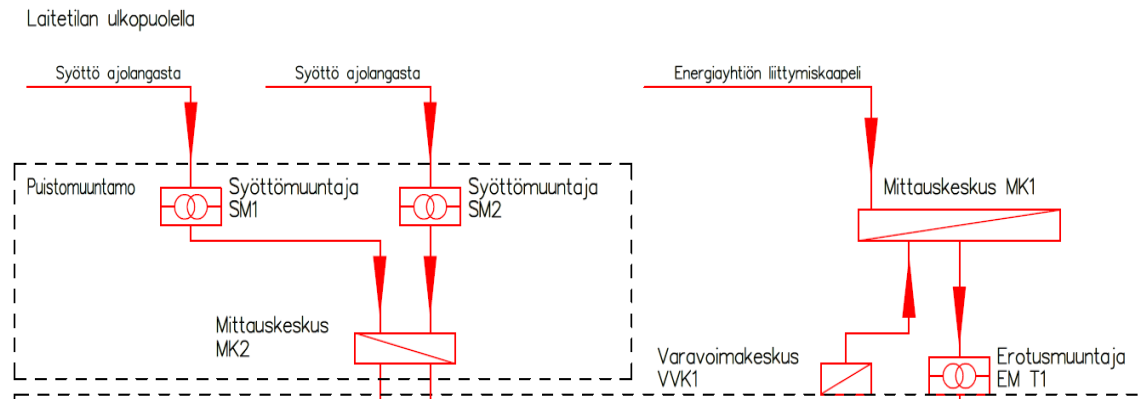 Laitetilan ulkopuolella
Syöttö ajolangasta
Syöttö ajolangasta
Energiayhtiön liittymiskaapeli
Puistomuuntamo
Syöttömuuntaja
SM1
Syöttömuuntaja
SM2
Mittauskeskus MK1
Mittauskeskus
MK2
Varavoimakeskus
VVK1
Erotusmuuntaja
EM T1